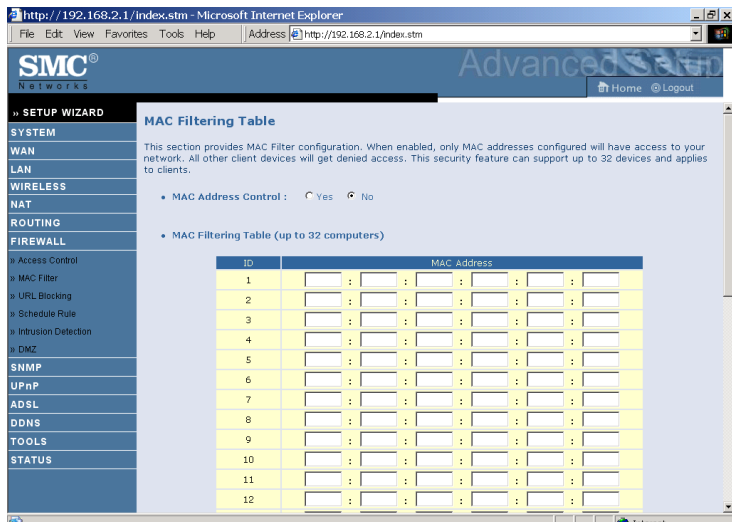 http://192.168.2.1/index.stm - Microsoft Internet Explorer
File Edit View Favorites Tools Help Address http://192.168.2.1/index.stm
SMC®
Networks
Advanced Setup
Home Logout
» SETUP WIZARD
SYSTEM
WAN
LAN
WIRELESS
NAT
ROUTING
FIREWALL
» Access Control
» MAC Filter
» URL Blocking
» Schedule Rule
» Intrusion Detection
» DMZ
SNMP
UPnP
ADSL
DDNS
TOOLS
STATUS
MAC Filtering Table
This section provides MAC Filter configuration. When enabled, only MAC addresses configured will have access to your
network. All other client devices will get denied access. This security feature can support up to 32 devices and applies
to clients.
• MAC Address Control : Yes No
• MAC Filtering Table (up to 32 computers)
ID MAC Address
1 : : : : :
2 : : : : :
3 : : : : :
4 : : : : :
5 : : : : :
6 : : : : :
7 : : : : :
8 : : : : :
9 : : : : :
10 : : : : :
11 : : : : :
12 : : : : :